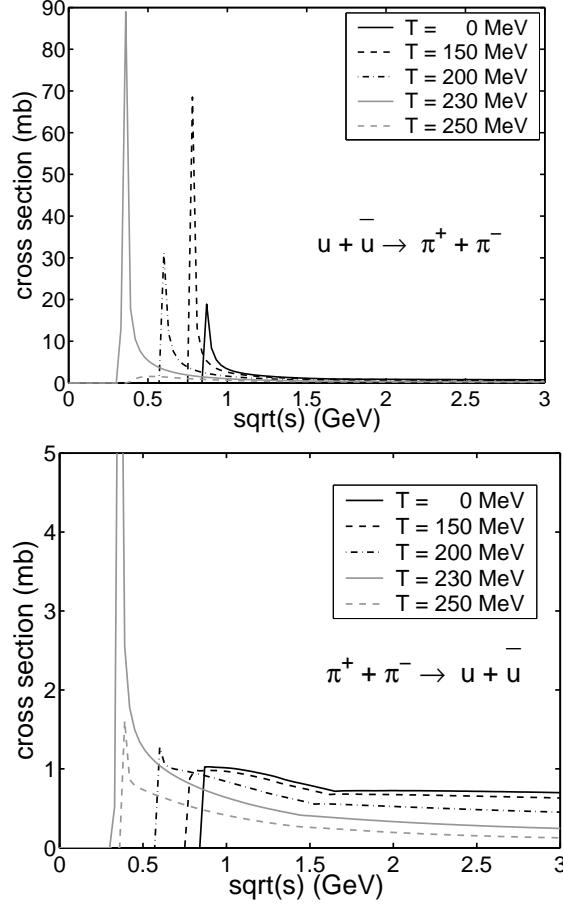 90
80
70
60
50
40
30
20
10
0
cross section (mb)
T = 0 MeV
T = 150 MeV
T = 200 MeV
T = 230 MeV
T = 250 MeV
u + u̅ → π⁺ + π⁻
0 0.5 1 1.5 2 2.5 3
sqrt(s) (GeV)
5
4
3
2
1
0
cross section (mb)
T = 0 MeV
T = 150 MeV
T = 200 MeV
T = 230 MeV
T = 250 MeV
π⁺ + π⁻ → u + u̅
0 0.5 1 1.5 2 2.5 3
sqrt(s) (GeV)